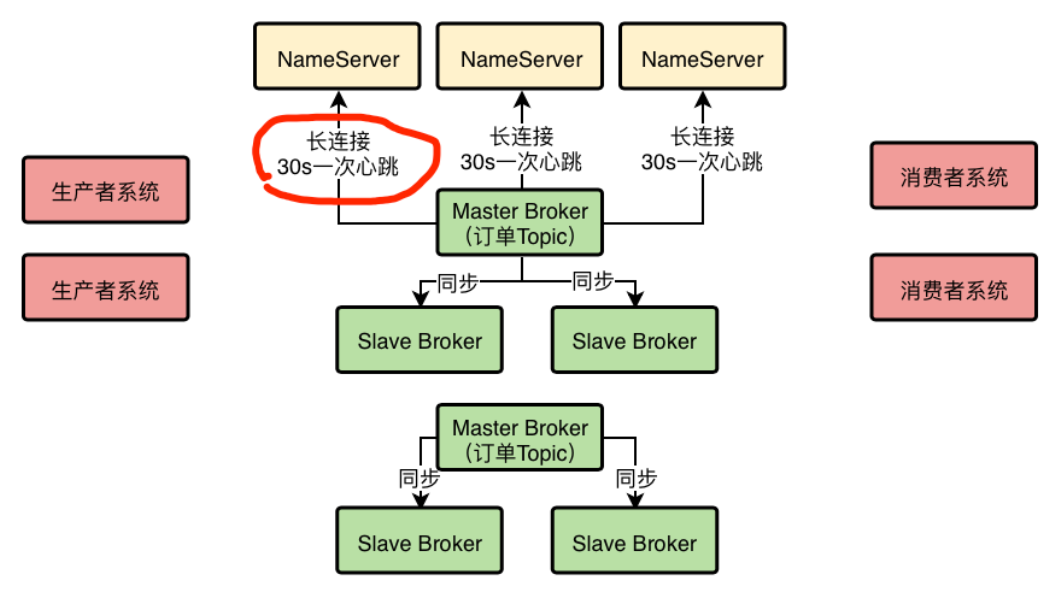 NameServer
NameServer
NameServer
长连接
30s一次心跳
长连接
30s一次心跳
长连接
30s一次心跳
生产者系统
消费者系统
Master Broker
（订单Topic）
生产者系统
消费者系统
同步
同步
Slave Broker
Slave Broker
Master Broker
（订单Topic）
同步
同步
Slave Broker
Slave Broker